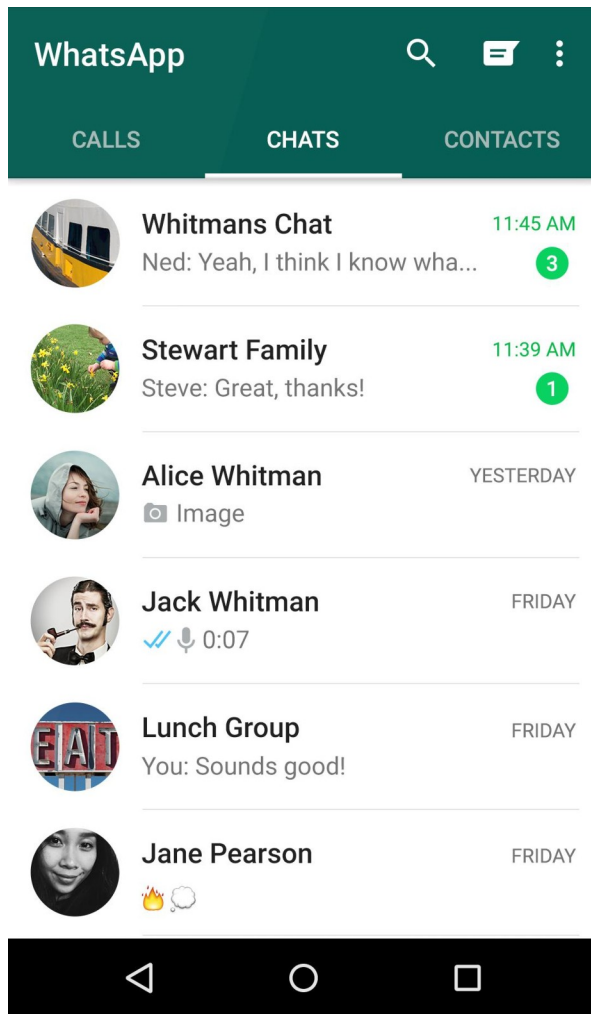 WhatsApp
CALLS CHATS CONTACTS
Whitmans Chat 11:45 AM
Ned: Yeah, I think I know wha... 3
Stewart Family 11:39 AM
Steve: Great, thanks! 1
Alice Whitman YESTERDAY
Image
Jack Whitman FRIDAY
0:07
EAT
Lunch Group FRIDAY
You: Sounds good!
Jane Pearson FRIDAY
🔥💭